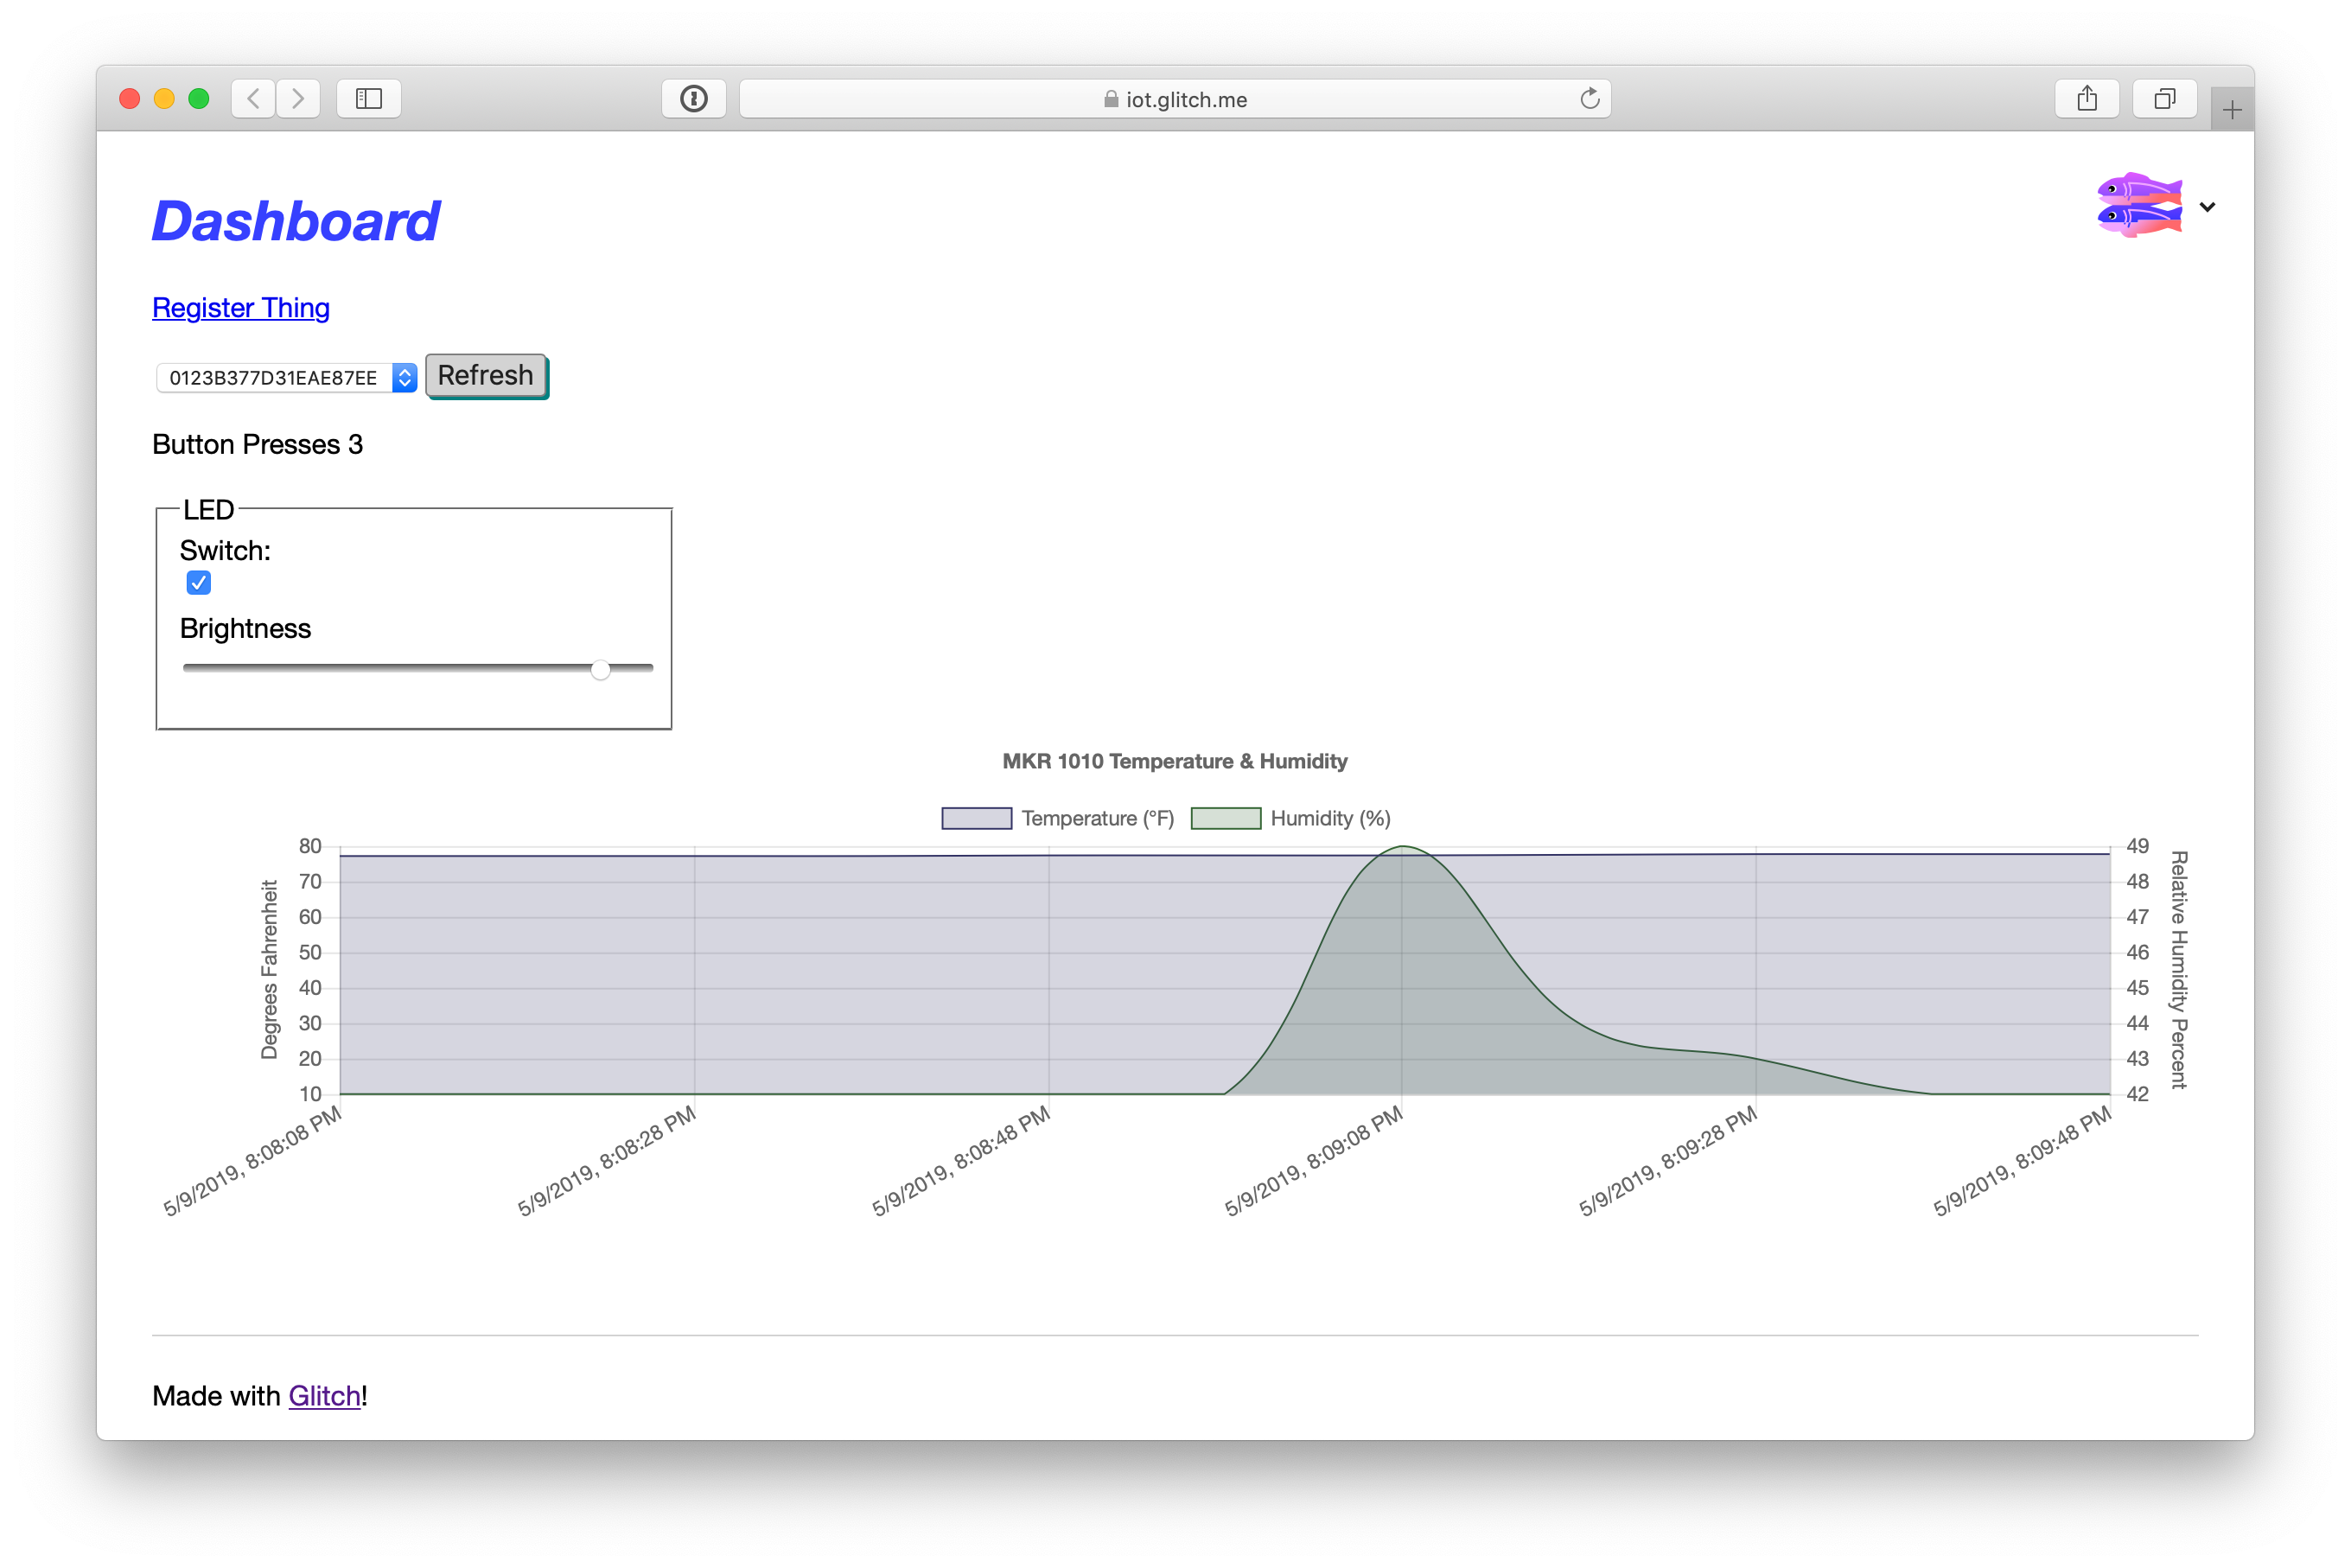 iot.glitch.me
Dashboard
Register Thing
0123B377D31EAE87EE
Refresh
Button Presses 3
LED
Switch:
Brightness
MKR 1010 Temperature & Humidity
Temperature (°F)
Humidity (%)
Degrees Fahrenheit
80
70
60
50
40
30
20
10
49
48
47
46
45
44
43
42
Relative Humidity Percent
5/9/2019, 8:08:08 PM
5/9/2019, 8:08:28 PM
5/9/2019, 8:08:48 PM
5/9/2019, 8:09:08 PM
5/9/2019, 8:09:28 PM
5/9/2019, 8:09:48 PM
Made with Glitch!